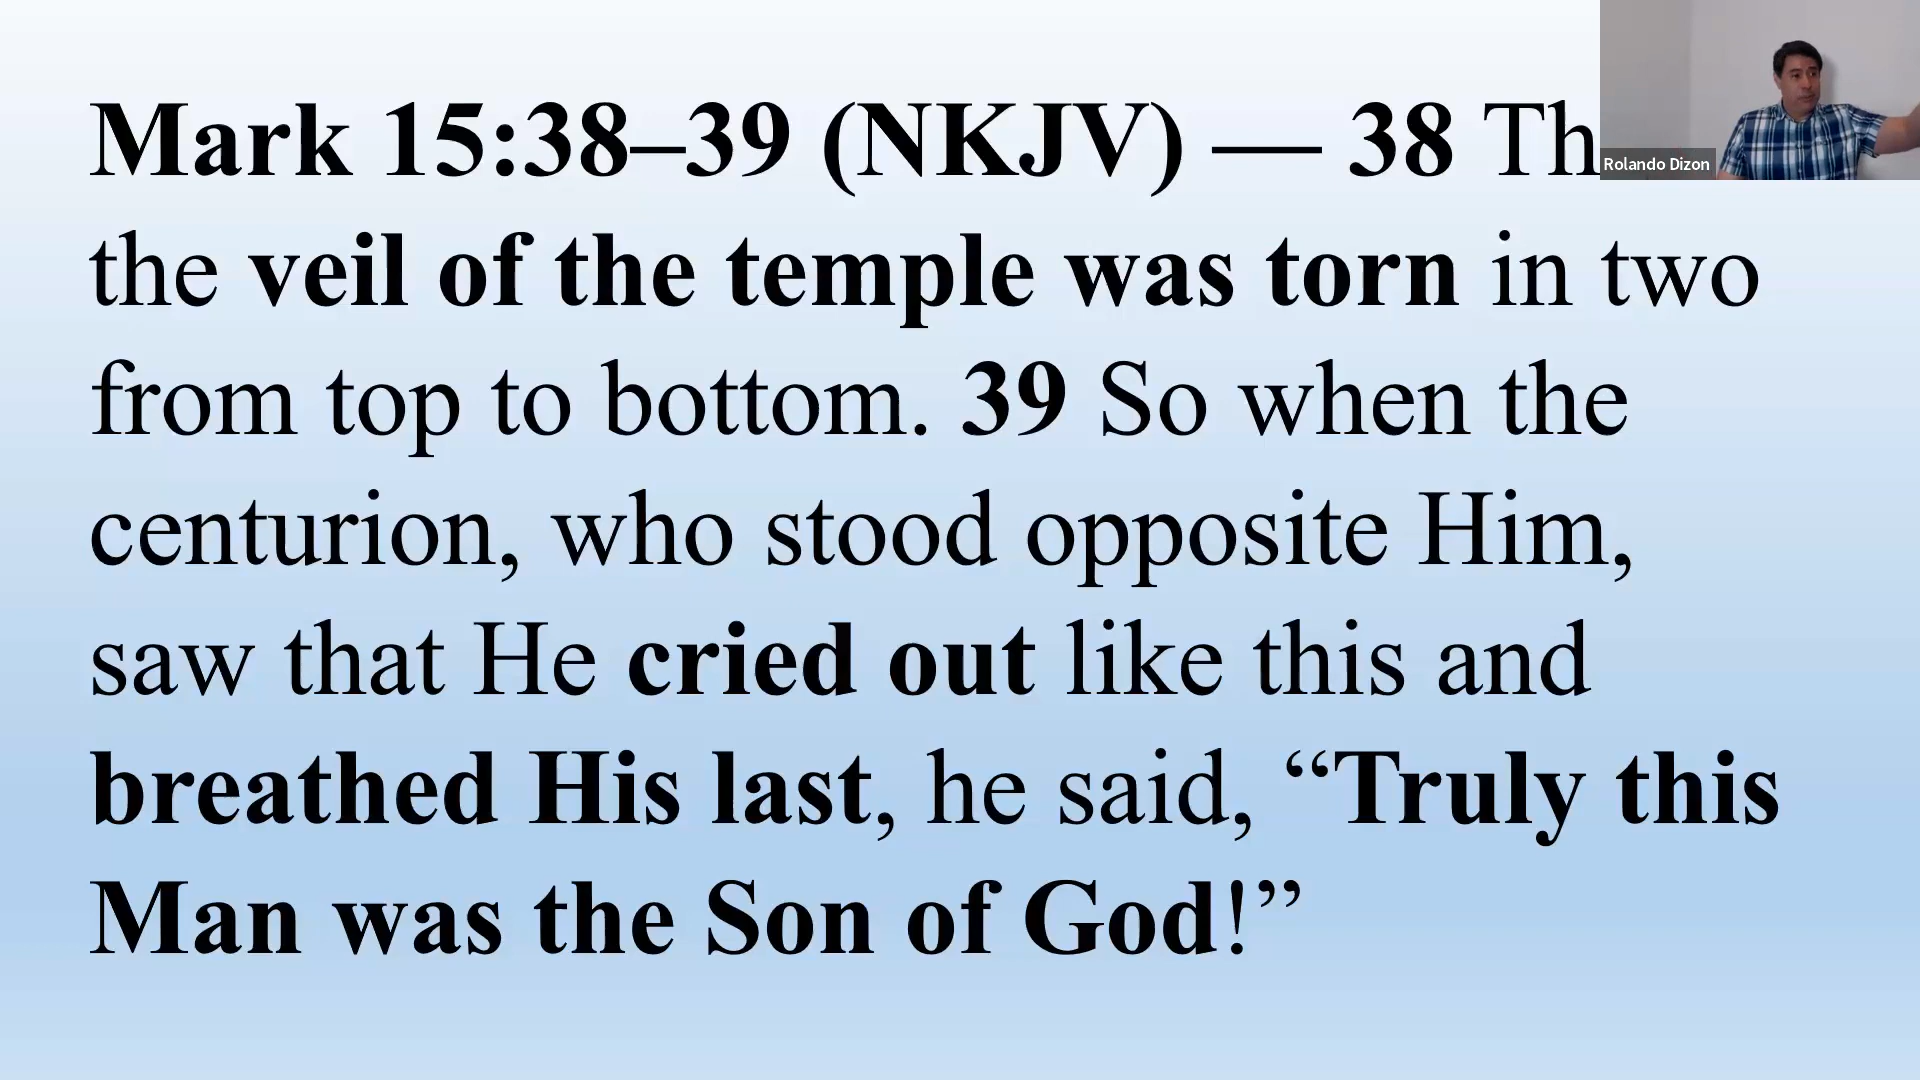 Mark 15:38–39 (NKJV) — 38
the veil of the temple was torn in two
from top to bottom. 39 So when the
centurion, who stood opposite Him,
saw that He cried out like this and
breathed His last, he said, “Truly this
Man was the Son of God!”
Rolando Dizon